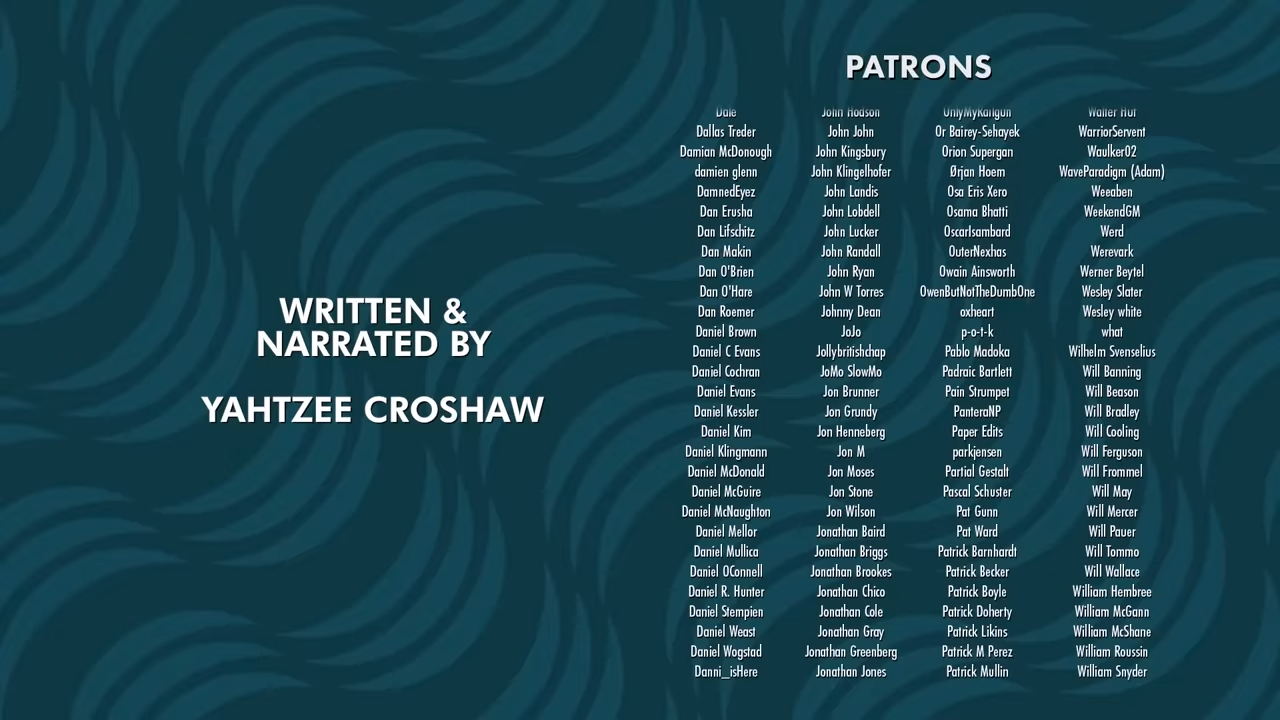 WRITTEN &
NARRATED BY
YAHTZEE CROSHAW
PATRONS
Dale
Dallas Treder
Damian McDonough
damien glenn
DamnedEyez
Dan Erusha
Dan Lifschitz
Dan Makin
Dan O'Brien
Dan O'Hare
Dan Roemer
Daniel Brown
Daniel C Evans
Daniel Cochran
Daniel Evans
Daniel Kessler
Daniel Kim
Daniel Klingmann
Daniel McDonald
Daniel McGuire
Daniel McNaughton
Daniel Mellor
Daniel Mullica
Daniel OConnell
Daniel R. Hunter
Daniel Stempien
Daniel Weast
Daniel Wogstad
Danni_isHere
John Hodson
John John
John Kingsbury
John Klingelhofer
John Landis
John Lobdell
John Lucker
John Randall
John Ryan
John W Torres
Johnny Dean
JoJo
Jollybritishchap
JoMo SlowMo
Jon Brunner
Jon Grundy
Jon Henneberg
Jon M
Jon Moses
Jon Stone
Jon Wilson
Jonathan Baird
Jonathan Briggs
Jonathan Brookes
Jonathan Chico
Jonathan Cole
Jonathan Gray
Jonathan Greenberg
Jonathan Jones
OnlyMyRailgun
Or Bairey-Sehayek
Orion Supergan
Ørjan Hoem
Osa Eris Xero
Osama Bhatti
OscarIsambard
OuterNexhas
Owain Ainsworth
OwenButNotTheDumbOne
oxheart
p-o-t-k
Pablo Madoka
Padraic Bartlett
Pain Strumpet
PanteraNP
Paper Edits
parkjensen
Partial Gestalt
Pascal Schuster
Pat Gunn
Pat Ward
Patrick Barnhardt
Patrick Becker
Patrick Boyle
Patrick Doherty
Patrick Likins
Patrick M Perez
Patrick Mullin
Walter Hut
WarriorServent
Waulker02
WaveParadigm (Adam)
Weeaben
WeekendGM
Werd
Werevark
Werner Beytel
Wesley Slater
Wesley white
what
Wilhelm Svenselius
Will Banning
Will Beason
Will Bradley
Will Cooling
Will Ferguson
Will Frommel
Will May
Will Mercer
Will Pauer
Will Tommo
Will Wallace
William Hembree
William McGann
William McShane
William Roussin
William Snyder